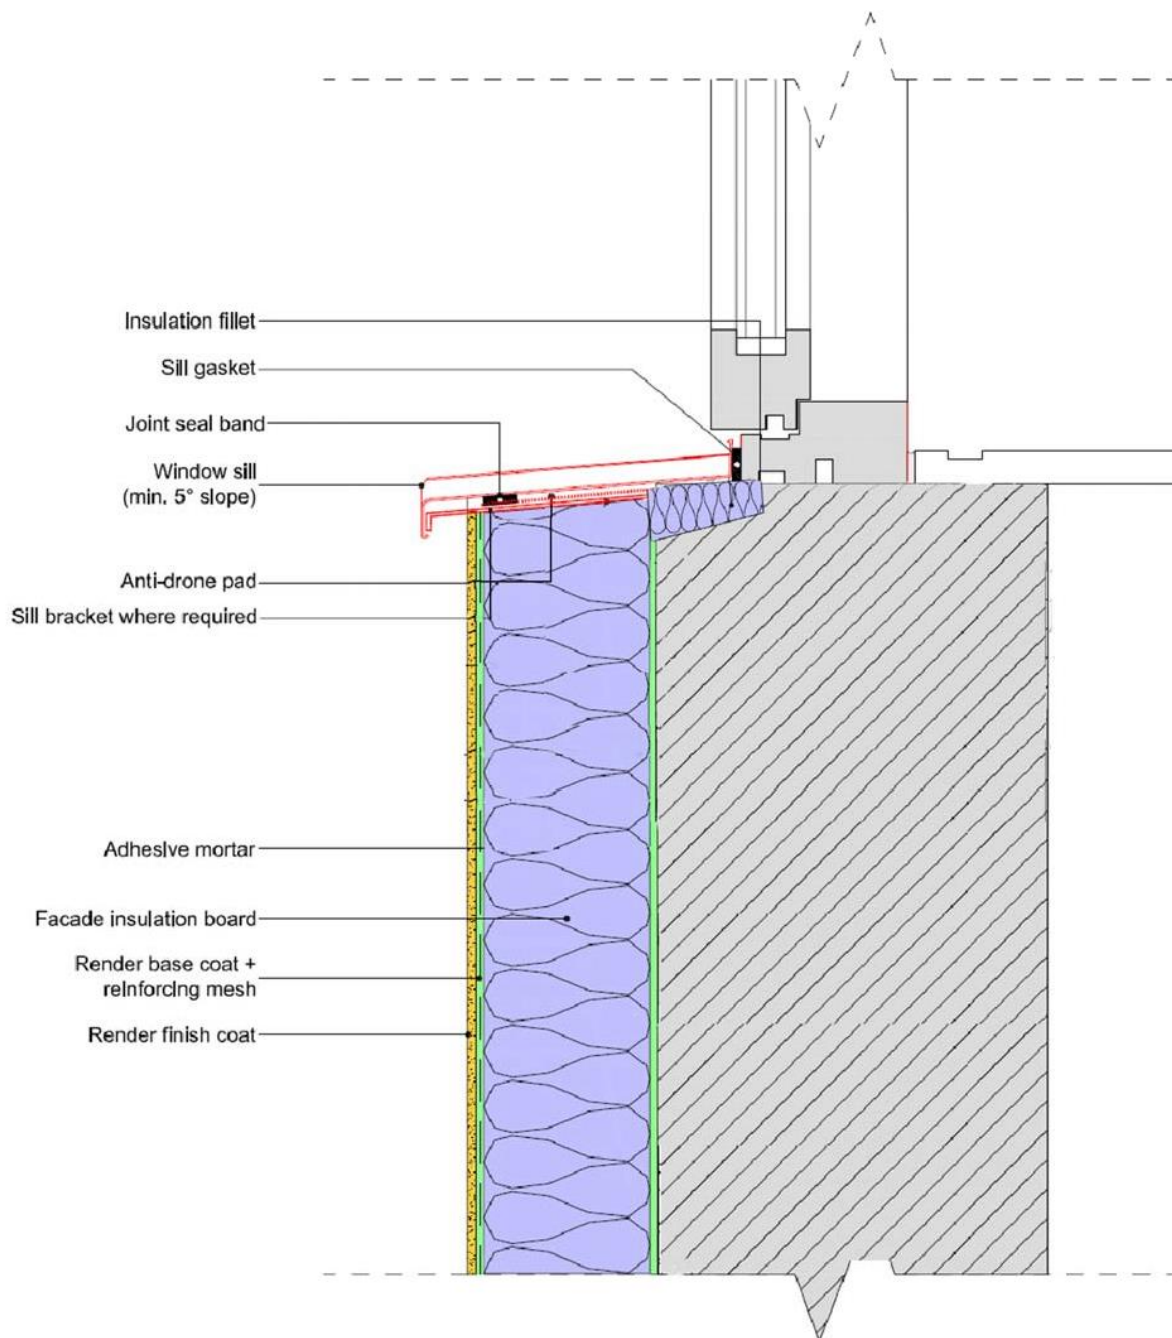 Insulation fillet
Sill gasket
Joint seal band
Window sill
(min. 5° slope)
Anti-drone pad
Sill bracket where required
Adhesive mortar
Facade insulation board
Render base coat +
reinforcing mesh
Render finish coat